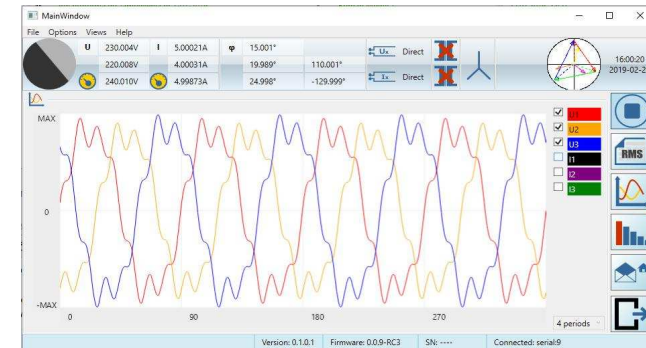 MainWindow
File Options Views Help
U 230.004V I 5.00021A φ 15.001°
220.008V 4.00031A 19.989° 110.001°
240.010V 4.99873A 24.998° -129.999°
Ux Direct
Ix Direct
16:00:20
2019-02-2
MAX
0
-MAX
0 90 180 270
U1
U2
U3
I1
I2
I3
4 periods
RMS
Version: 0.1.0.1 Firmware: 0.0.9-RC3 SN: ---- Connected: serial:9